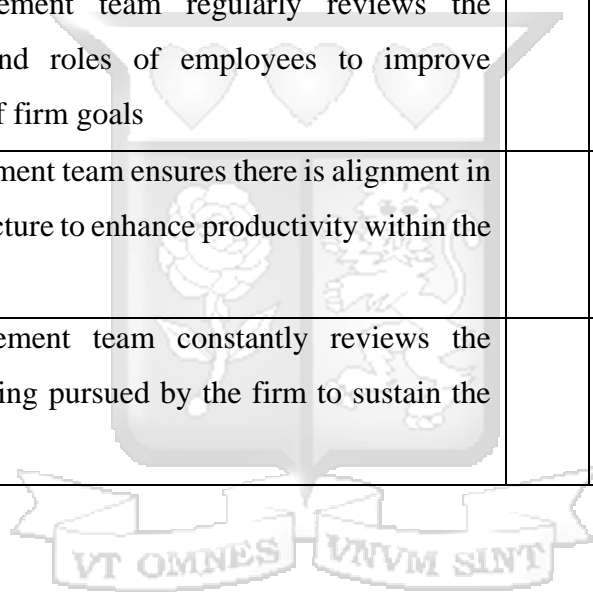 ement team regularly reviews the
nd roles of employees to improve
f firm goals
ment team ensures there is alignment in
cture to enhance productivity within the
ement team constantly reviews the
ing pursued by the firm to sustain the
VT OMNES VNVM SINT